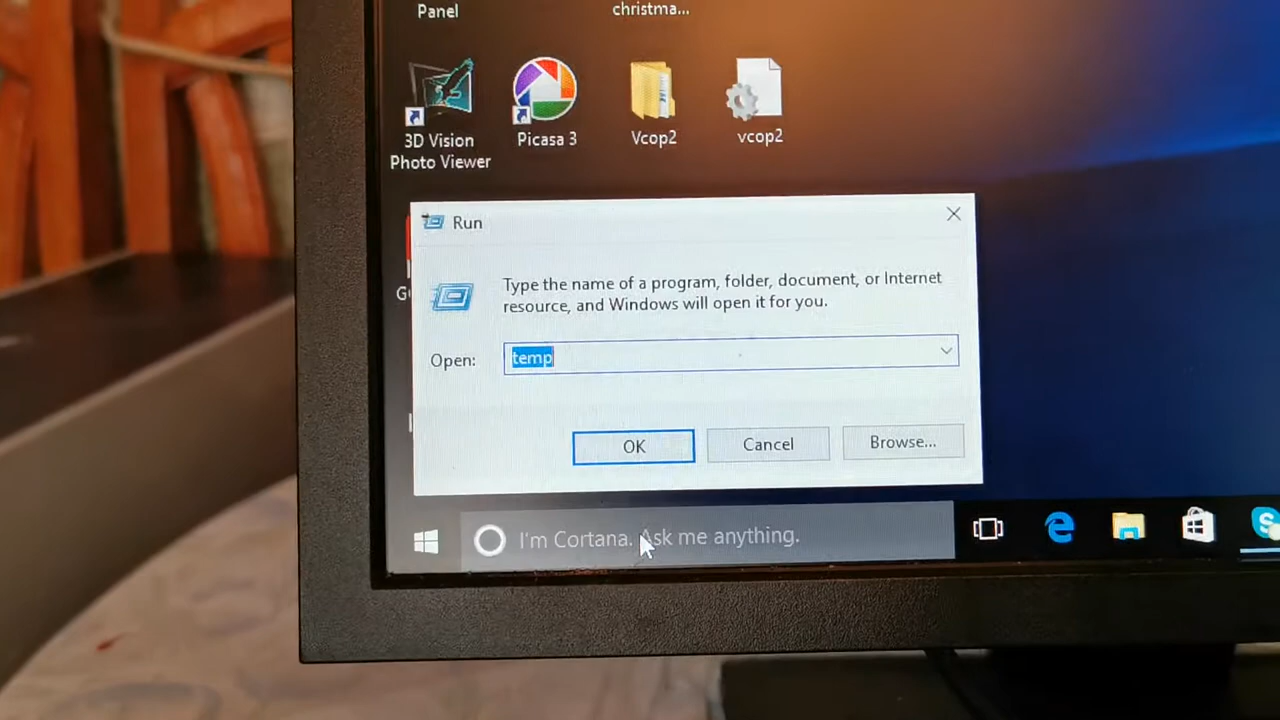 Panel
christma...
3D Vision
Photo Viewer
Picasa 3
Vcop2
vcop2
Run
Type the name of a program, folder, document, or Internet
resource, and Windows will open it for you.
Open:
temp
OK
Cancel
Browse...
I'm Cortana. Ask me anything.